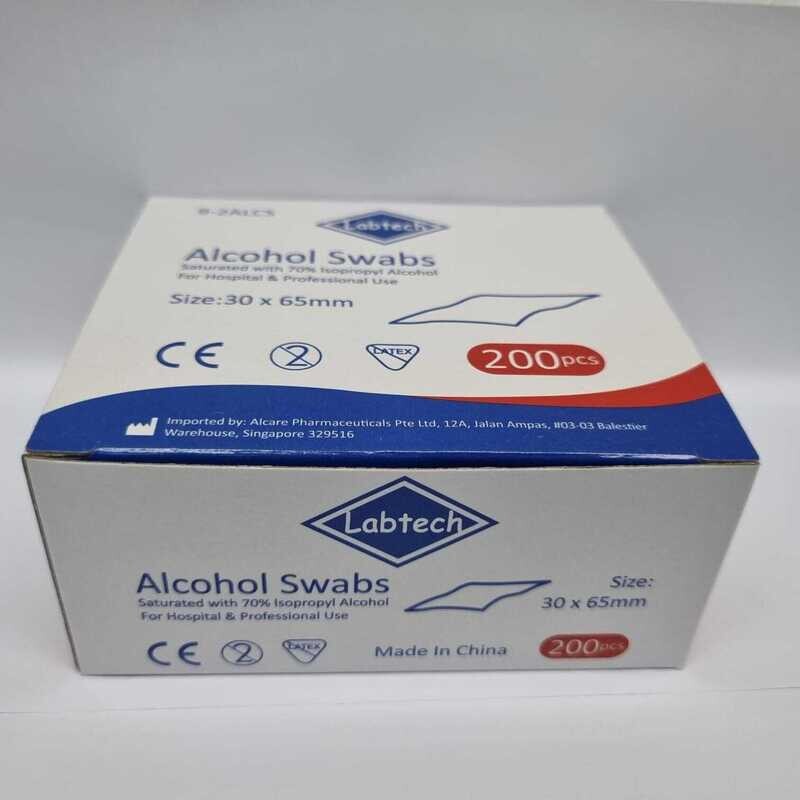 B-2ALCS
Labtech
Alcohol Swabs
Saturated with 70% Isopropyl Alcohol
For Hospital & Professional Use
Size:30 x 65mm
CE
2
LATEX
200pcs
Imported by: Alcare Pharmaceuticals Pte Ltd, 12A, Jalan Ampas, #03-03 Balestier
Warehouse, Singapore 329516
Labtech
Alcohol Swabs
Saturated with 70% Isopropyl Alcohol
For Hospital & Professional Use
Size:
30 x 65mm
CE
2
LATEX
Made In China
200pcs